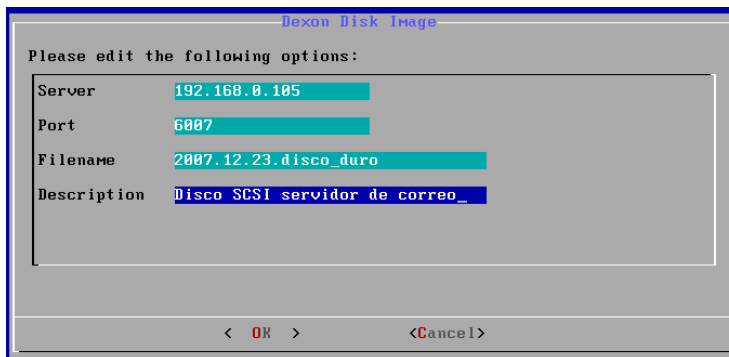 Dexon Disk Image
Please edit the following options:
Server 192.168.0.105
Port 6007
Filename 2007.12.23.disco_duro
Description Disco SCSI servidor de correo_
< OK > <Cancel>